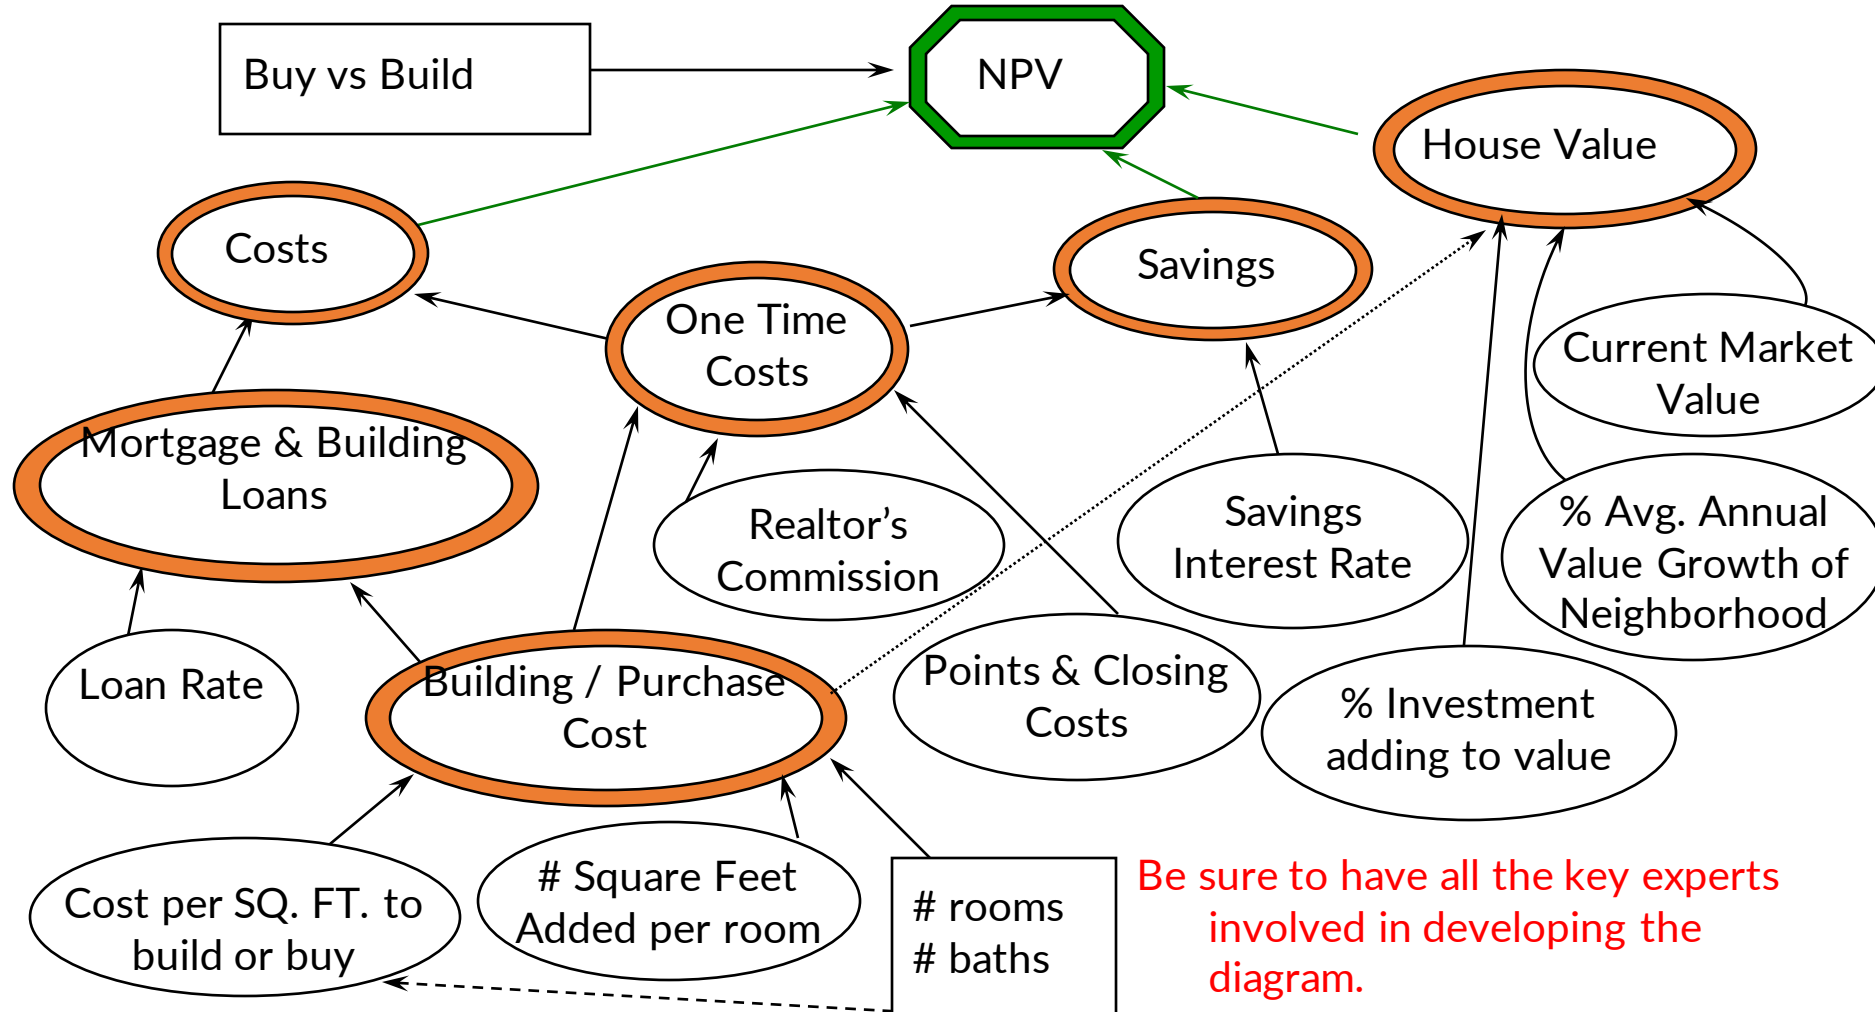 Buy vs Build
NPV
House Value
Costs
Savings
One Time
Costs
Current Market
Value
Mortgage & Building
Loans
Realtor’s
Commission
Savings
Interest Rate
% Avg. Annual
Value Growth of
Neighborhood
Loan Rate
Building / Purchase
Cost
Points & Closing
Costs
% Investment
adding to value
Cost per SQ. FT. to
build or buy
# Square Feet
Added per room
# rooms
# baths
Be sure to have all the key experts
involved in developing the
diagram.